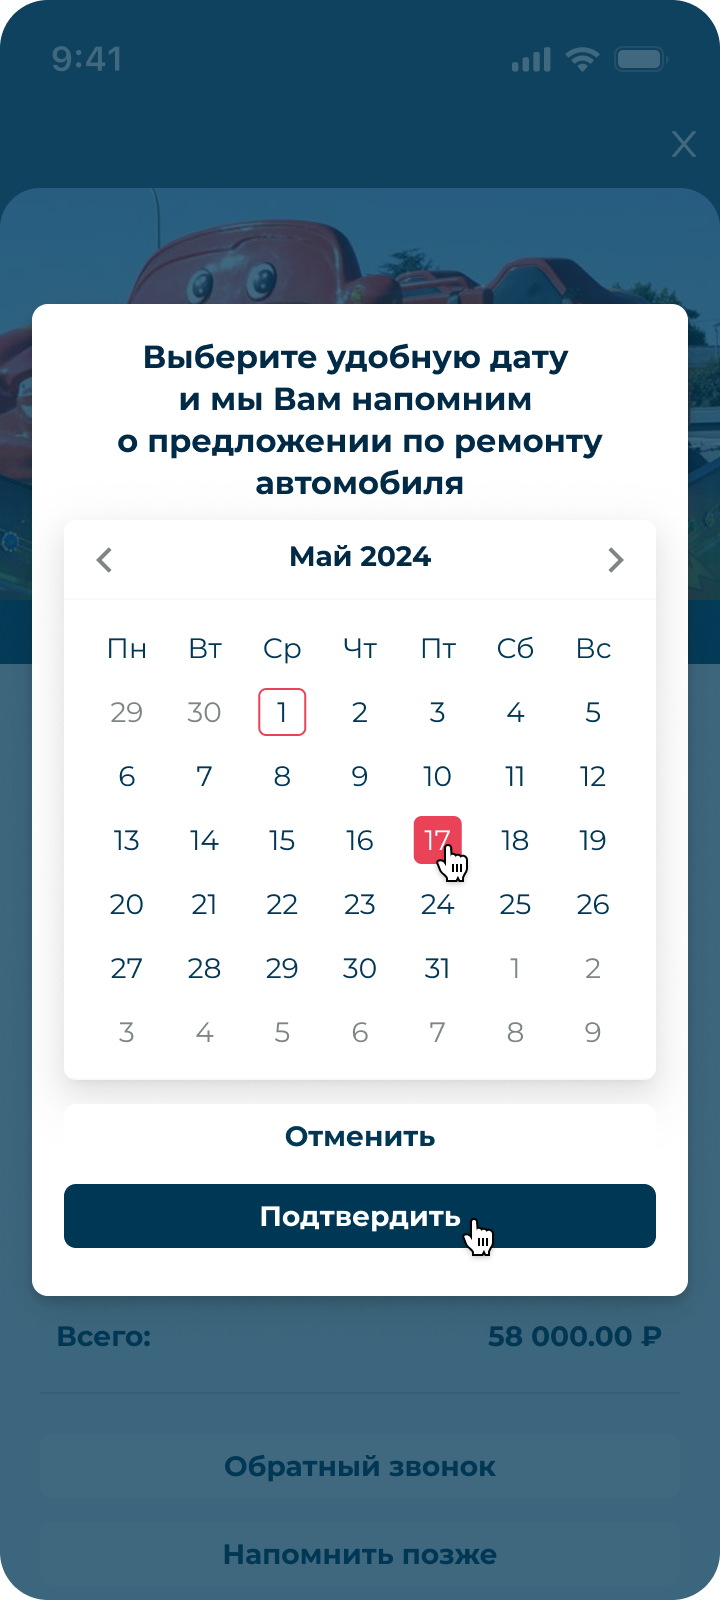 9:41
X
Выберите удобную дату
и мы Вам напомним
о предложении по ремонту
автомобиля
Май 2024
Пн Вт Ср Чт Пт Сб Вс
29 30 1 2 3 4 5
6 7 8 9 10 11 12
13 14 15 16 17 18 19
20 21 22 23 24 25 26
27 28 29 30 31 1 2
3 4 5 6 7 8 9
Отменить
Подтвердить
Всего: 58 000.00 ₽
Обратный звонок
Напомнить позже